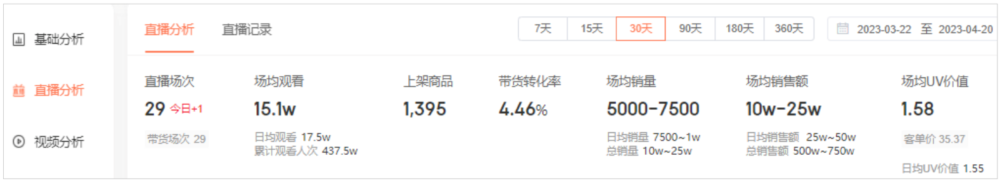 基础分析
直播分析
视频分析
直播分析 直播记录 7天 15天 30天 90天 180天 360天 2023-03-22 至 2023-04-20
直播场次 场均观看 上架商品 带货转化率 场均销量 场均销售额 场均UV价值
29 今日+1 15.1w 1,395 4.46% 5000-7500 10w-25w 1.58
带货场次 29 日均观看 17.5w 日均销量 7500~1w 日均销售额 25w~50w 客单价 35.37
累计观看人次 437.5w 总销量 10w~25w 总销售额 500w~750w
日均UV价值 1.55